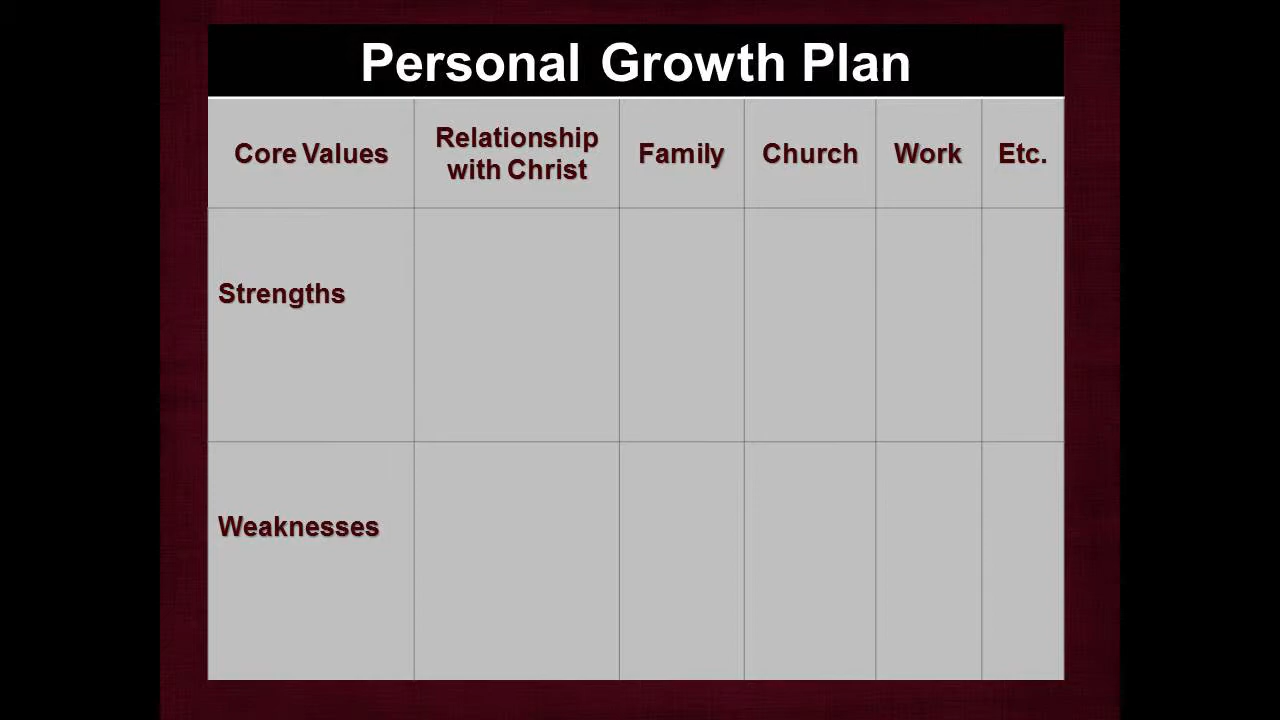 Personal Growth Plan
Core Values
Relationship
with Christ
Family
Church
Work
Etc.
Strengths
Weaknesses